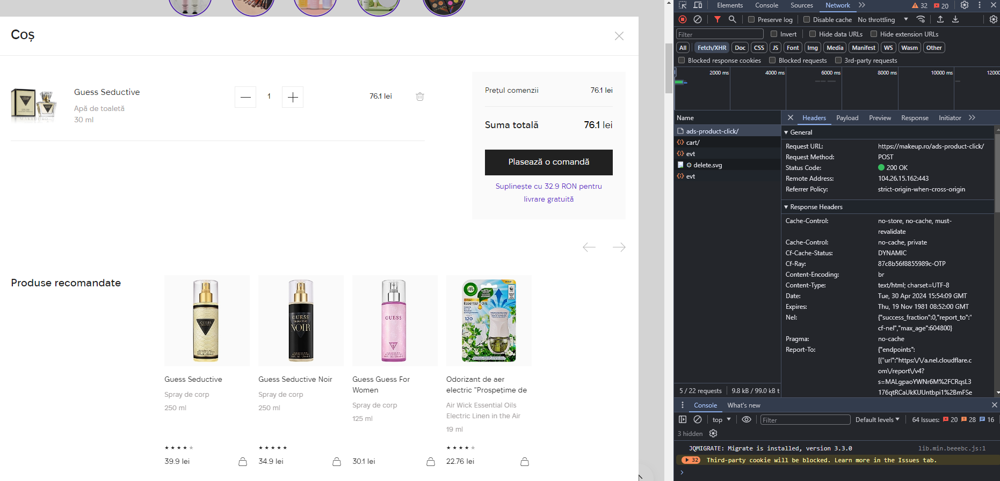 Coș
Guess Seductive
Apă de toaletă
30 ml
1
76.1 lei
Prețul comenzii
76.1 lei
Suma totală
76.1 lei
Plasează o comandă
Suplinește cu 32.9 RON pentru
livrare gratuită
Produse recomandate
Guess Seductive
Spray de corp
250 ml
39.9 lei
Guess Seductive Noir
Spray de corp
250 ml
34.9 lei
Guess Guess For
Women
Spray de corp
125 ml
30.1 lei
Odorizant de aer
electric "Prospețime de
Air Wick Essential Oils
Electric Linen in the Air
19 ml
22.76 lei
GUESS
SEDUCTIVE
NOIR
GUESS
Essential Oils
120
Elements Console Sources Network 32 20
Preserve log Disable cache No throttling
Filter Invert Hide data URLs Hide extension URLs
All Fetch/XHR Doc CSS JS Font Img Media Manifest WS Wasm Other
Blocked response cookies Blocked requests 3rd-party requests
2000 ms 4000 ms 6000 ms 8000 ms 10000 ms 12000
Name
ads-product-click/
cart/
evt
delete.svg
evt
5 / 22 requests 9.8 kB / 99.0 kB t
Headers Payload Preview Response Initiator
General
Request URL: https://makeup.ro/ads-product-click/
Request Method: POST
Status Code: 200 OK
Remote Address: 104.26.15.162:443
Referrer Policy: strict-origin-when-cross-origin
Response Headers
Cache-Control: no-store, no-cache, must-
revalidate
Cache-Control: no-cache, private
Cf-Cache-Status: DYNAMIC
Cf-Ray: 87c8b56f8855989c-OTP
Content-Encoding: br
Content-Type: text/html; charset=UTF-8
Date: Tue, 30 Apr 2024 15:54:09 GMT
Expires: Thu, 19 Nov 1981 08:52:00 GMT
Nel: {"success_fraction":0,"report_to":"
cf-nel","max_age":604800}
Pragma: no-cache
Report-To: {"endpoints":
[{"url":"https:\/\/a.nel.cloudflare.c
om\/report\/v4?
s=MALgpaoYWNr6M%2FCRqsL3
176qtRCaUkKUUntbpi1%2BmFSe
Console What's new
top Filter Default levels 64 Issues: 20 28 16
3 hidden
JQMIGRATE: Migrate is installed, version 3.3.0 lib.min.beeebc.js:1
32 Third-party cookie will be blocked. Learn more in the Issues tab.